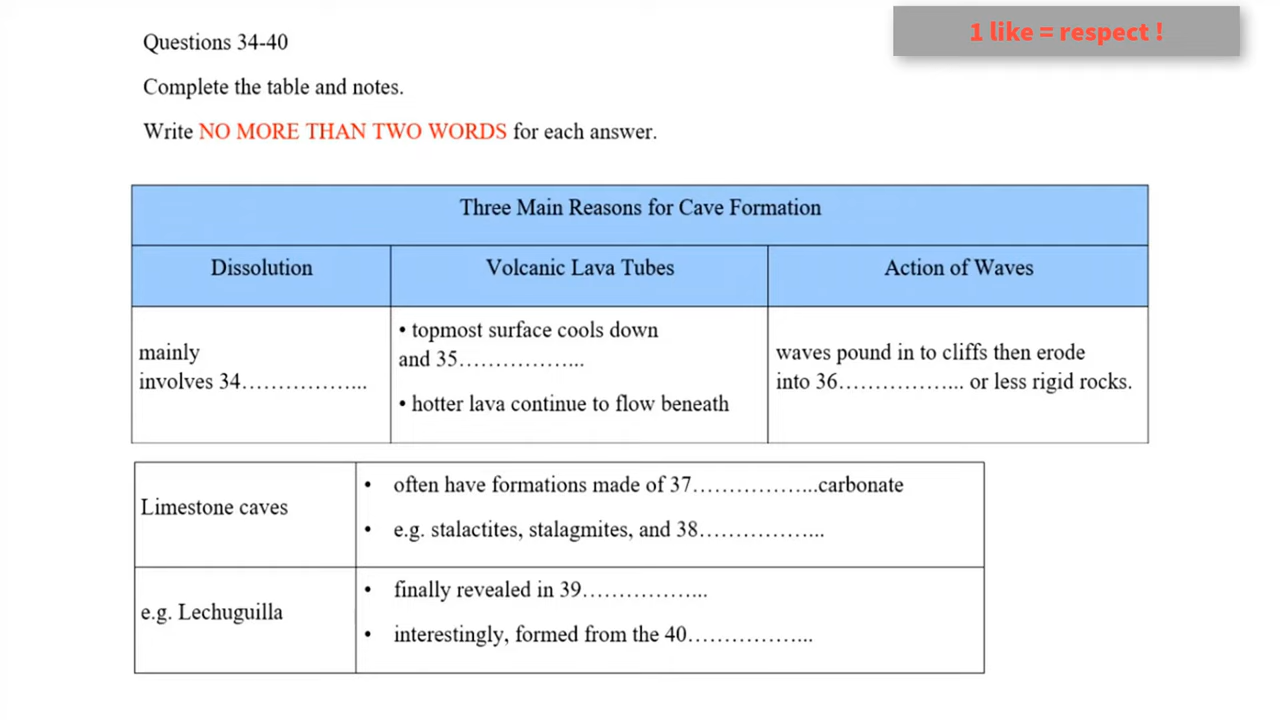 1 like = respect !
Questions 34-40
Complete the table and notes.
Write NO MORE THAN TWO WORDS for each answer.
Three Main Reasons for Cave Formation
Dissolution
Volcanic Lava Tubes
Action of Waves
mainly
involves 34……………...
• topmost surface cools down
and 35……………...
• hotter lava continue to flow beneath
waves pound in to cliffs then erode
into 36……………... or less rigid rocks.
Limestone caves
• often have formations made of 37……………...carbonate
• e.g. stalactites, stalagmites, and 38……………...
e.g. Lechuguilla
• finally revealed in 39……………...
• interestingly, formed from the 40……………...